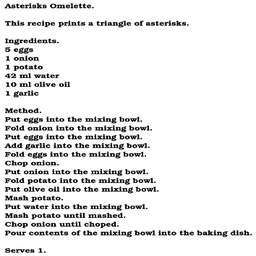 Asterisks Omelette.
This recipe prints a triangle of asterisks.
Ingredients.
5 eggs
1 onion
1 potato
42 ml water
10 ml olive oil
1 garlic
Method.
Put eggs into the mixing bowl.
Fold onion into the mixing bowl.
Put eggs into the mixing bowl.
Add garlic into the mixing bowl.
Fold eggs into the mixing bowl.
Chop onion.
Put onion into the mixing bowl.
Fold potato into the mixing bowl.
Put olive oil into the mixing bowl.
Mash potato.
Put water into the mixing bowl.
Mash potato until mashed.
Chop onion until choped.
Pour contents of the mixing bowl into the baking dish.
Serves 1.